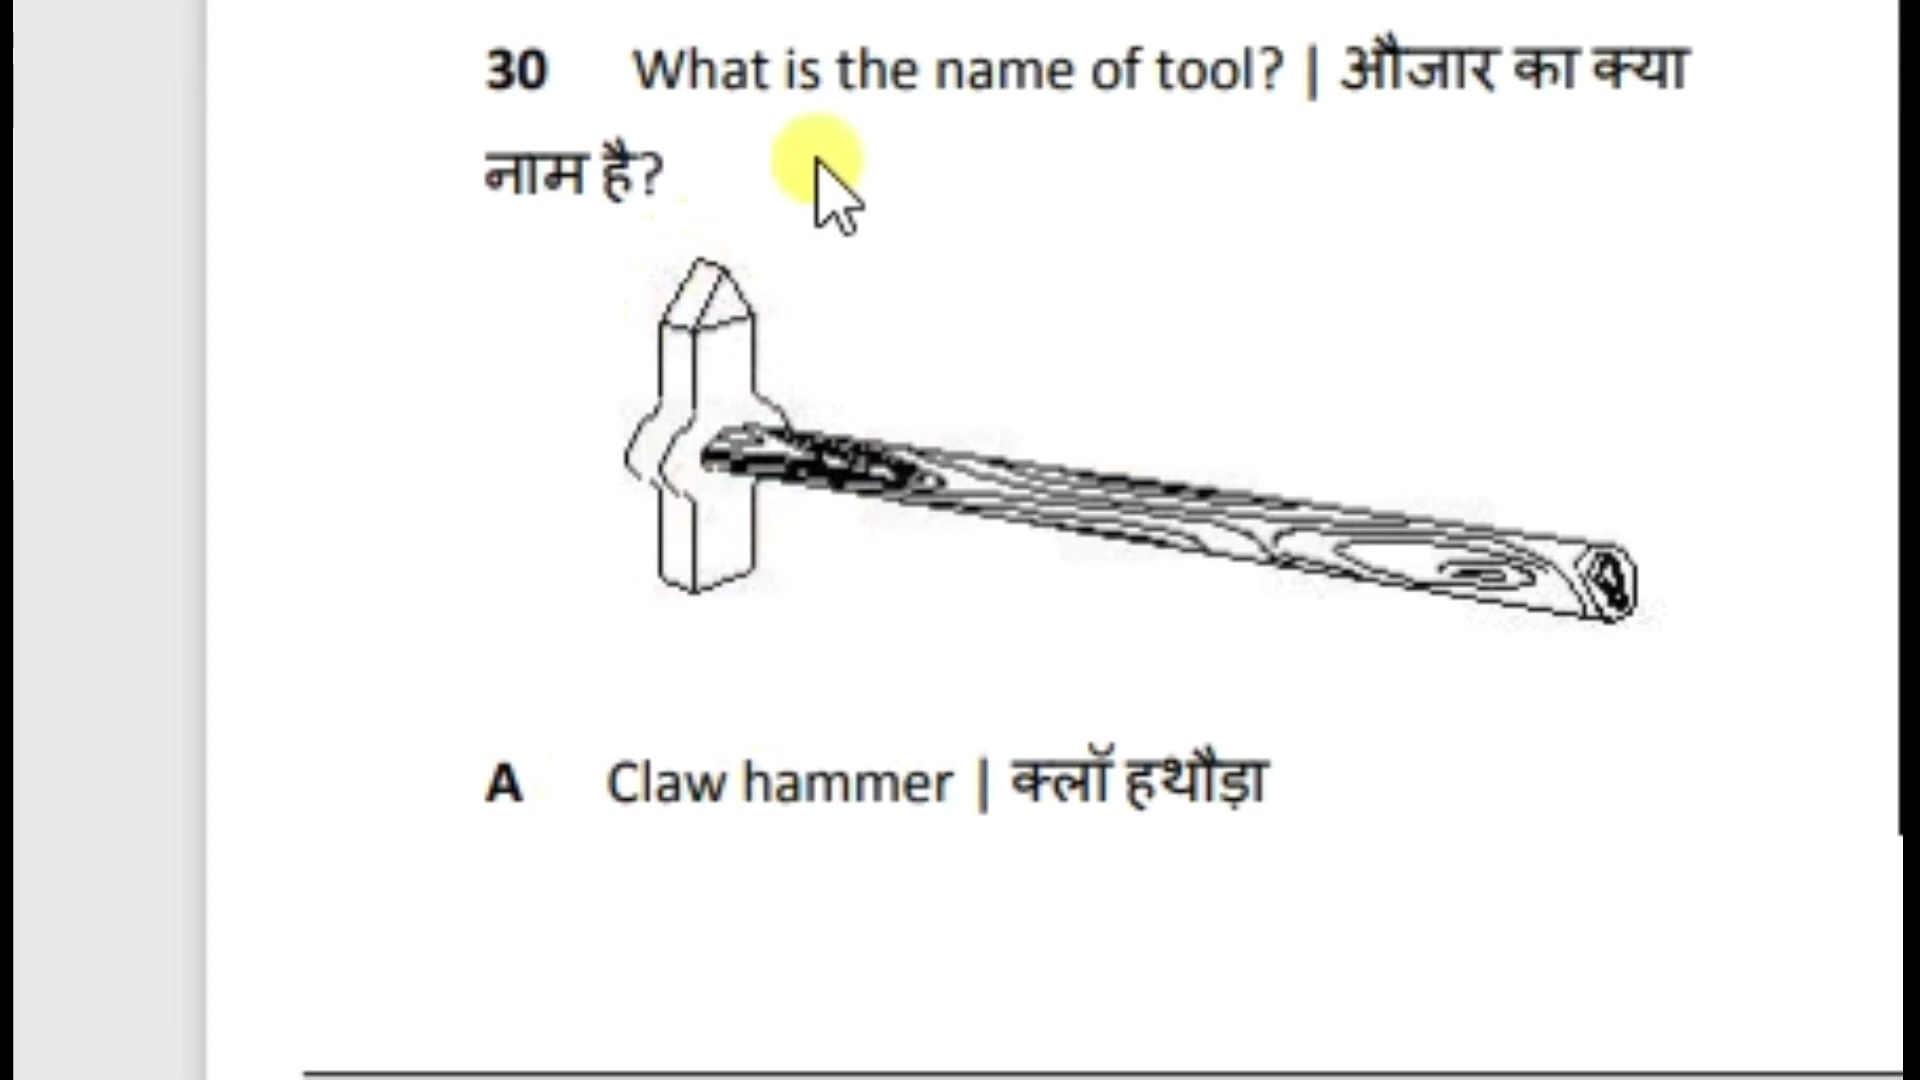 30 What is the name of tool? | औजार का क्या
नाम है?
A Claw hammer | क्लॉ हथौड़ा